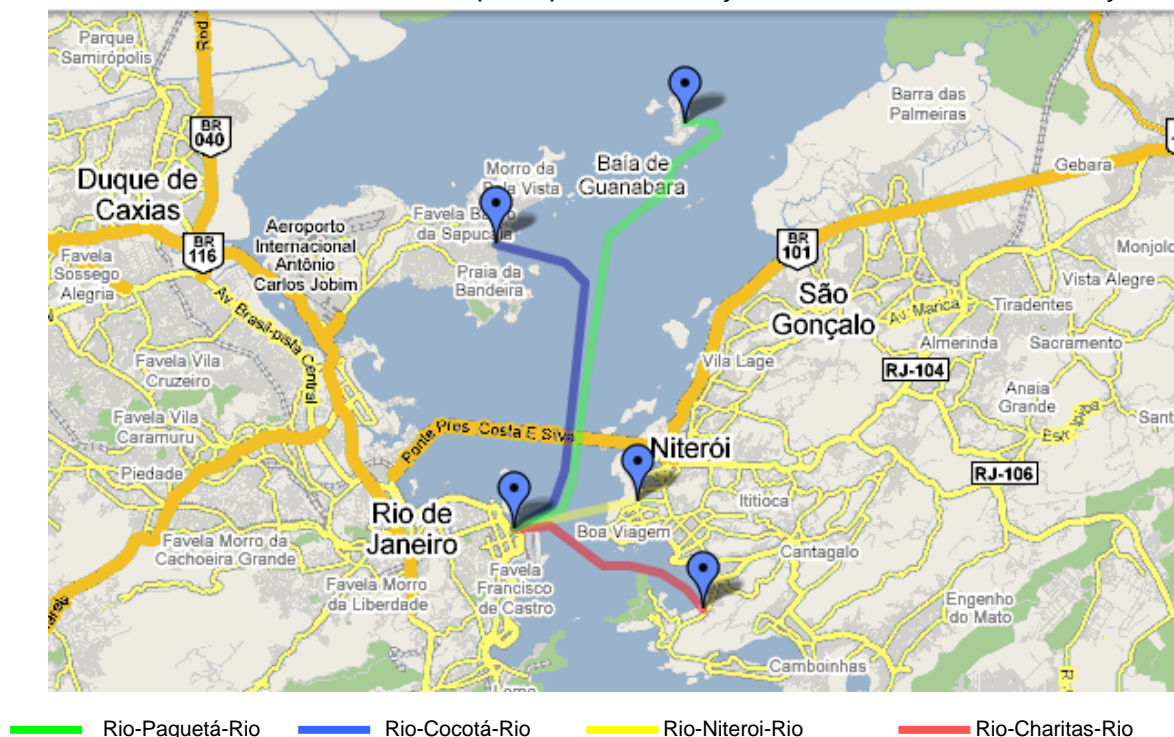 Parque
Samirópolis
Rod
BR
040
Barra das
Palmeiras
Gebara
Baía de
Guanabara
Morro da
Bela Vista
Duque de
Caxias
Favela
da Sapucaia
Aeroporto
Internacional
Antônio
Carlos Jobim
BR
116
BR
101
Favela
Sossego
Alegria
Praia da
Bandeira
Monjolo
Vista Alegre
São
Gonçalo
Av. Marica
Tiradentes
Av. Brasil-pista Central
Almerinda
Sacramento
Favela Vila
Cruzeiro
Vila Lage
RJ-104
Anaia
Grande
Favela Vila
Caramuru
Ponte Pres. Costa E Silva
Niterói
Sant
Piedade
RJ-106
Ititioca
Rio de
Janeiro
Boa Viagem
Favela Morro da
Cachoeira Grande
Cantagalo
Favela
Francisco
de Castro
Favela Morro
da Liberdade
Engenho
do Mato
Camboinhas
Rio-Paquetá-Rio
Rio-Cocotá-Rio
Rio-Niteroi-Rio
Rio-Charitas-Rio